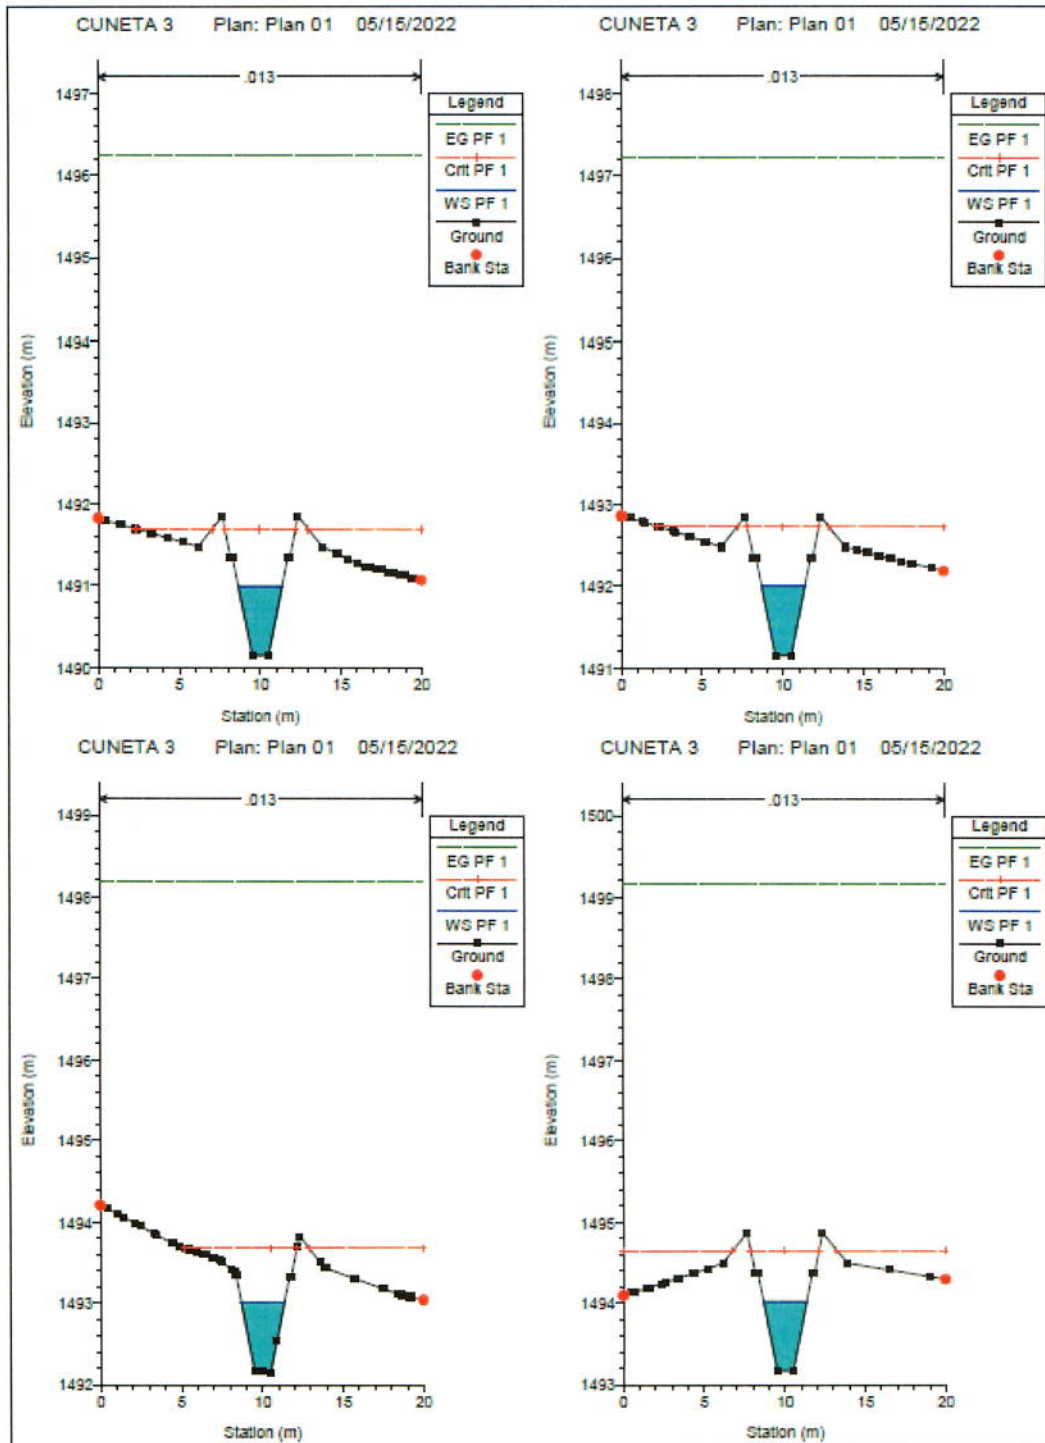 CUNETA 3 Plan: Plan 01 05/15/2022
.013
Legend
EG PF 1
Crit PF 1
WS PF 1
Ground
Bank Sta
1497
1496
1495
1494
1493
1492
1491
1490
Elevation (m)
0 5 10 15 20
Station (m)
CUNETA 3 Plan: Plan 01 05/15/2022
.013
Legend
EG PF 1
Crit PF 1
WS PF 1
Ground
Bank Sta
1498
1497
1496
1495
1494
1493
1492
1491
Elevation (m)
0 5 10 15 20
Station (m)
CUNETA 3 Plan: Plan 01 05/15/2022
.013
Legend
EG PF 1
Crit PF 1
WS PF 1
Ground
Bank Sta
1499
1498
1497
1496
1495
1494
1493
1492
Elevation (m)
0 5 10 15 20
Station (m)
CUNETA 3 Plan: Plan 01 05/15/2022
.013
Legend
EG PF 1
Crit PF 1
WS PF 1
Ground
Bank Sta
1500
1499
1498
1497
1496
1495
1494
1493
Elevation (m)
0 5 10 15 20
Station (m)